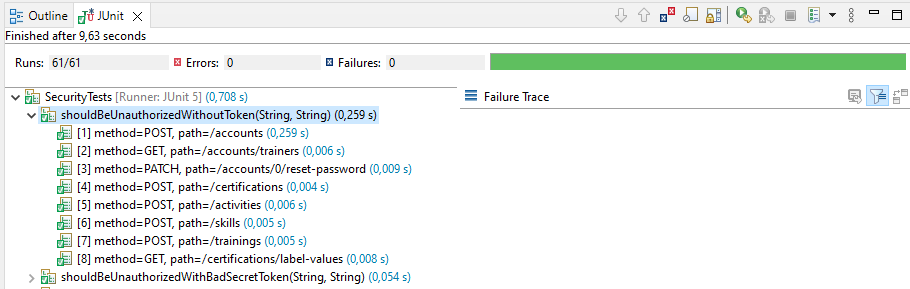 Outline JUnit
Finished after 9,63 seconds
Runs: 61/61 Errors: 0 Failures: 0
SecurityTests [Runner: JUnit 5] (0,708 s)
Failure Trace
shouldBeUnauthorizedWithoutToken(String, String) (0,259 s)
[1] method=POST, path=/accounts (0,259 s)
[2] method=GET, path=/accounts/trainers (0,006 s)
[3] method=PATCH, path=/accounts/0/reset-password (0,009 s)
[4] method=POST, path=/certifications (0,004 s)
[5] method=POST, path=/activities (0,006 s)
[6] method=POST, path=/skills (0,005 s)
[7] method=POST, path=/trainings (0,005 s)
[8] method=GET, path=/certifications/label-values (0,008 s)
shouldBeUnauthorizedWithBadSecretToken(String, String) (0,054 s)